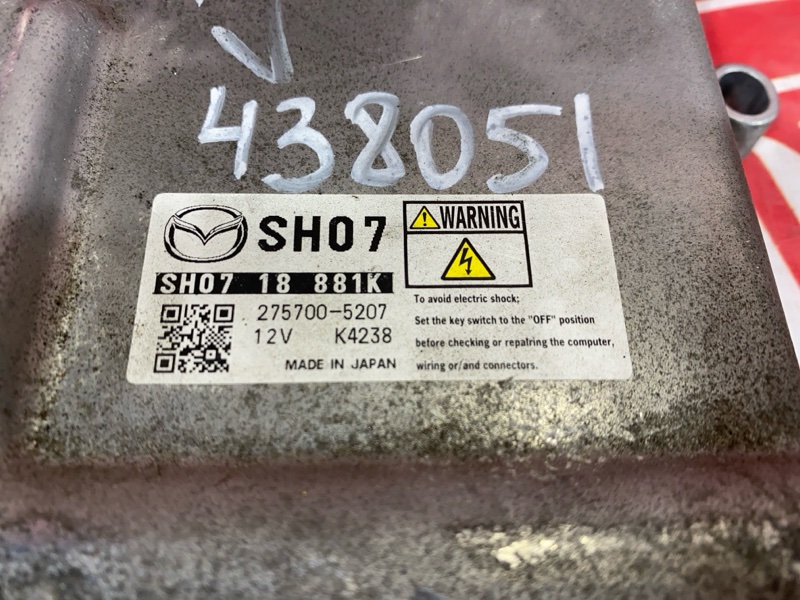 V
438051
SH07
WARNING
SH07 18 881K
275700-5207
12V K4238
MADE IN JAPAN
To avoid electric shock;
Set the key switch to the "OFF" position
before checking or repairing the computer,
wiring or/and connectors.